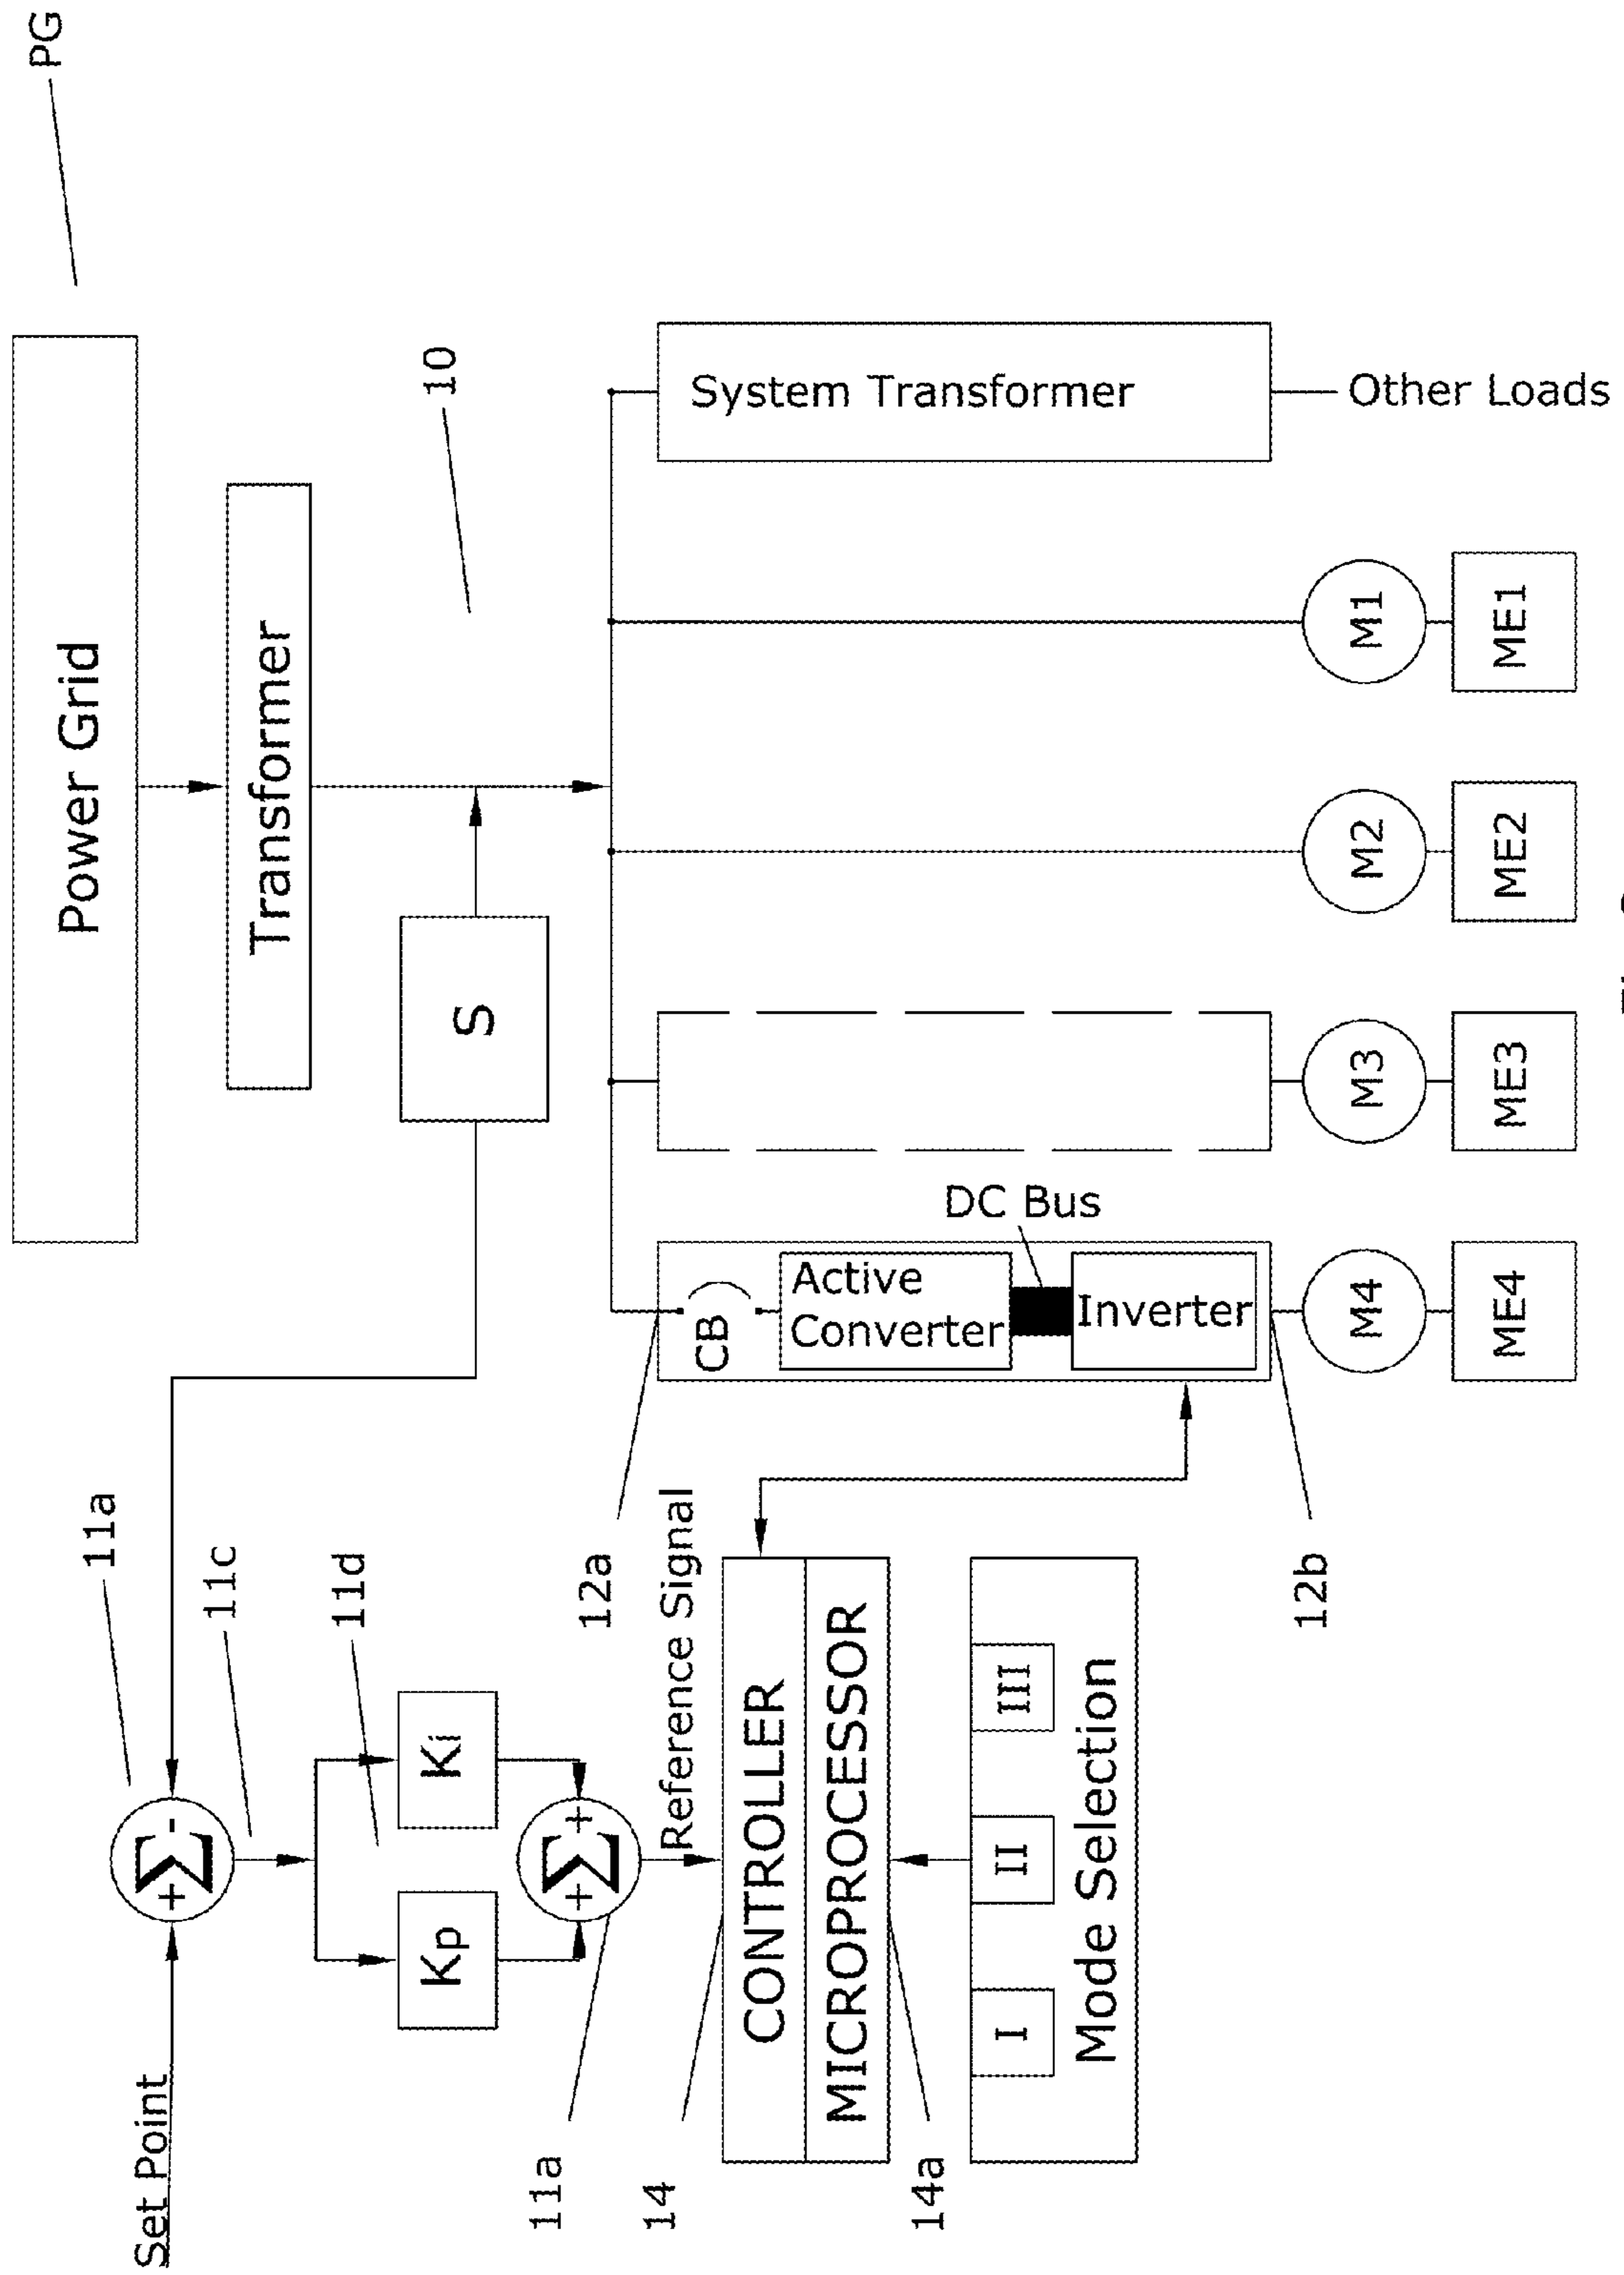 PG
Power Grid
Transformer
10
S
System Transformer
Other Loads
M1
ME1
M2
ME2
M3
ME3
DC Bus
CB
Active
Converter
Inverter
M4
ME4
12a
12b
Set Point
+ Σ -
11a
11c
11d
Kp
Ki
+ Σ +
11a
Reference Signal
14
CONTROLLER
MICROPROCESSOR
14a
I
II
III
Mode Selection